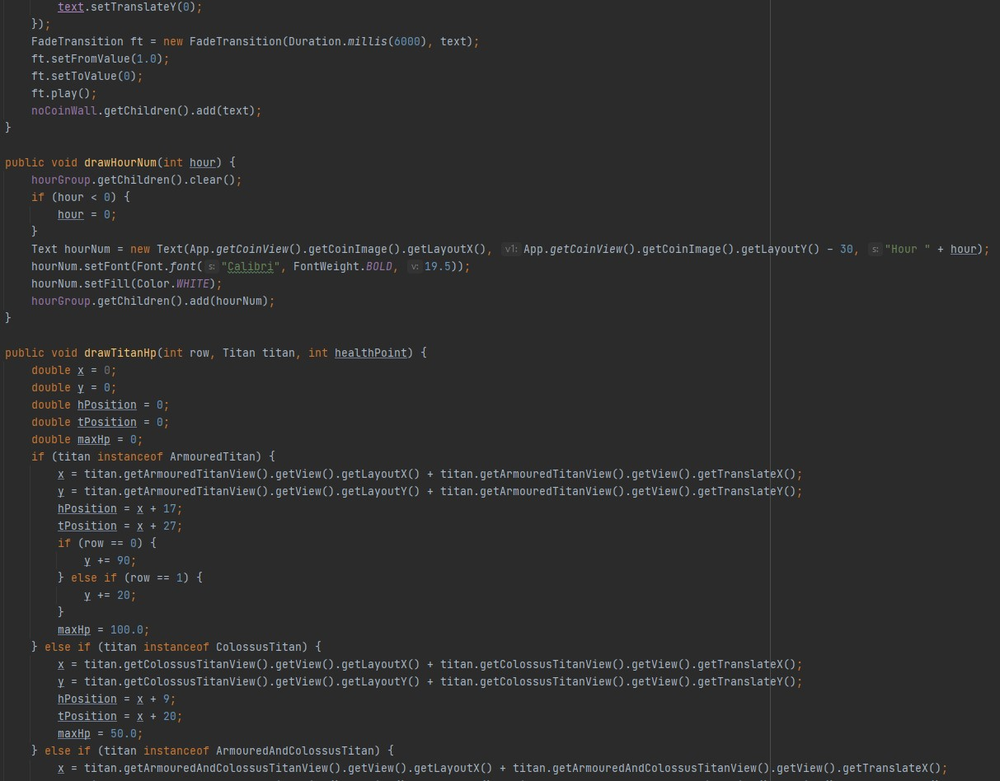 text.setTranslateY(0);
});
FadeTransition ft = new FadeTransition(Duration.millis(6000), text);
ft.setFromValue(1.0);
ft.setToValue(0);
ft.play();
noCoinWall.getChildren().add(text);
}
public void drawHourNum(int hour) {
hourGroup.getChildren().clear();
if (hour < 0) {
hour = 0;
}
Text hourNum = new Text(App.getCoinView().getCoinImage().getLayoutX(), v1: App.getCoinView().getCoinImage().getLayoutY() - 30, s: "Hour " + hour);
hourNum.setFont(Font.font( s: "Calibri", FontWeight.BOLD, v: 19.5));
hourNum.setFill(Color.WHITE);
hourGroup.getChildren().add(hourNum);
}
public void drawTitanHp(int row, Titan titan, int healthPoint) {
double x = 0;
double y = 0;
double hPosition = 0;
double tPosition = 0;
double maxHp = 0;
if (titan instanceof ArmouredTitan) {
x = titan.getArmouredTitanView().getView().getLayoutX() + titan.getArmouredTitanView().getView().getTranslateX();
y = titan.getArmouredTitanView().getView().getLayoutY() + titan.getArmouredTitanView().getView().getTranslateY();
hPosition = x + 17;
tPosition = x + 27;
if (row == 0) {
y += 90;
} else if (row == 1) {
y += 20;
}
maxHp = 100.0;
} else if (titan instanceof ColossusTitan) {
x = titan.getColossusTitanView().getView().getLayoutX() + titan.getColossusTitanView().getView().getTranslateX();
y = titan.getColossusTitanView().getView().getLayoutY() + titan.getColossusTitanView().getView().getTranslateY();
hPosition = x + 9;
tPosition = x + 20;
maxHp = 50.0;
} else if (titan instanceof ArmouredAndColossusTitan) {
x = titan.getArmouredAndColossusTitanView().getView().getLayoutX() + titan.getArmouredAndColossusTitanView().getView().getTranslateX();